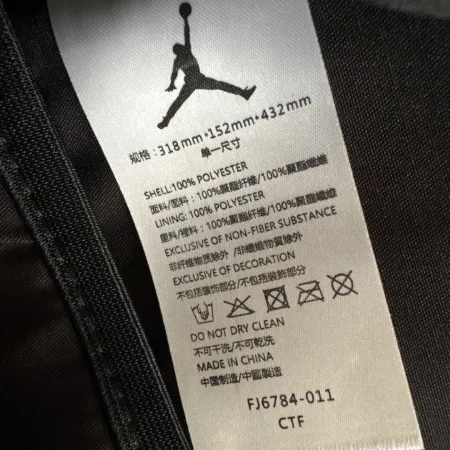 规格:318mm·152mm·432mm
单一尺寸
SHELL:100% POLYESTER
面料/面料: 100%聚酯纤维/100%聚酯纖維
LINING: 100% POLYESTER
里料/裡料: 100%聚酯纤维/100%聚酯纖維
EXCLUSIVE OF NON-FIBER SUBSTANCE
非纤维物质除外 /非纖維物質除外
EXCLUSIVE OF DECORATION
不包括装饰部分/不包括裝飾部分
DO NOT DRY CLEAN
不可干洗/不可乾洗
MADE IN CHINA
中国制造/中國製造
FJ6784-011
CTF